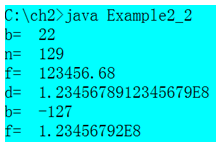 C:\ch2>java Example2_2
b=  22
n=  129
f=  123456.68
d=  1.2345678912345679E8
b=  -127
f=  1.23456792E8